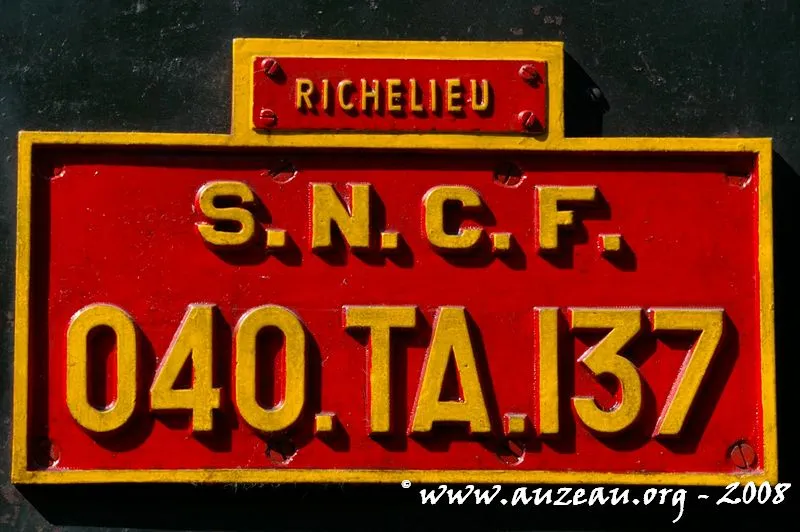 RICHELIEU
S.N.C.F.
040.TA.137
© www.auzeau.org - 2008